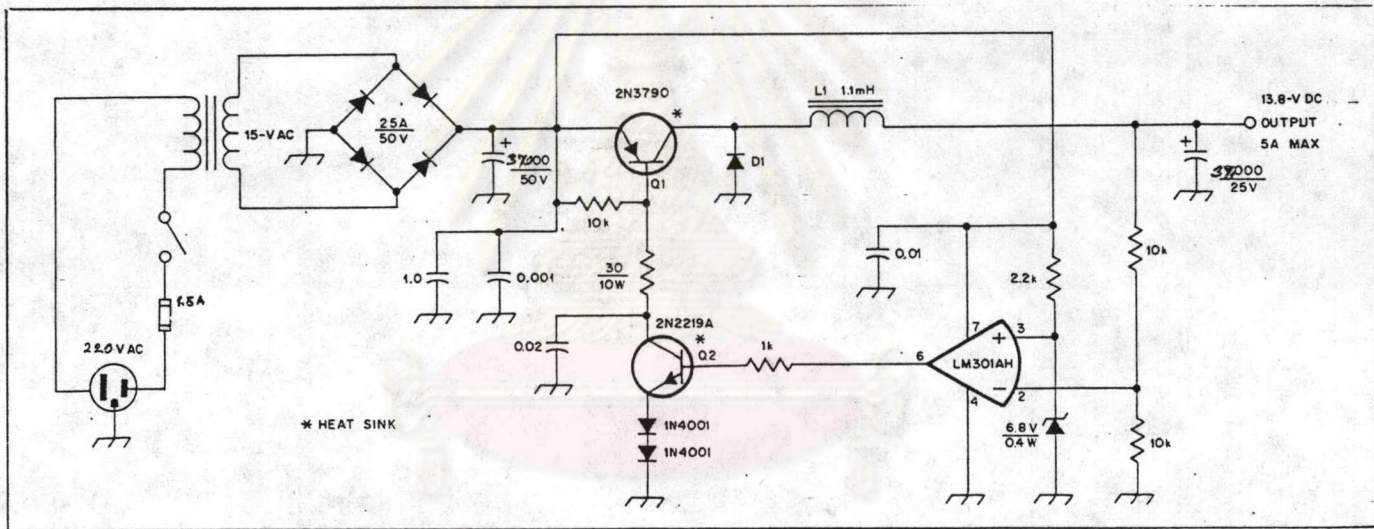 2N3790
*
L1 1.1mH
13.8-V DC
OUTPUT
5A MAX
15-VAC
25A
50V
+
50V
Q1
D1
+
25V
10k
1.0
0.001
30
10W
0.01
2.2k
10k
220VAC
0.02
2N2219A
*
Q2
1k
6
7
3
+
LM301AH
−
4
2
* HEAT SINK
1N4001
1N4001
6.8V
0.4W
10k